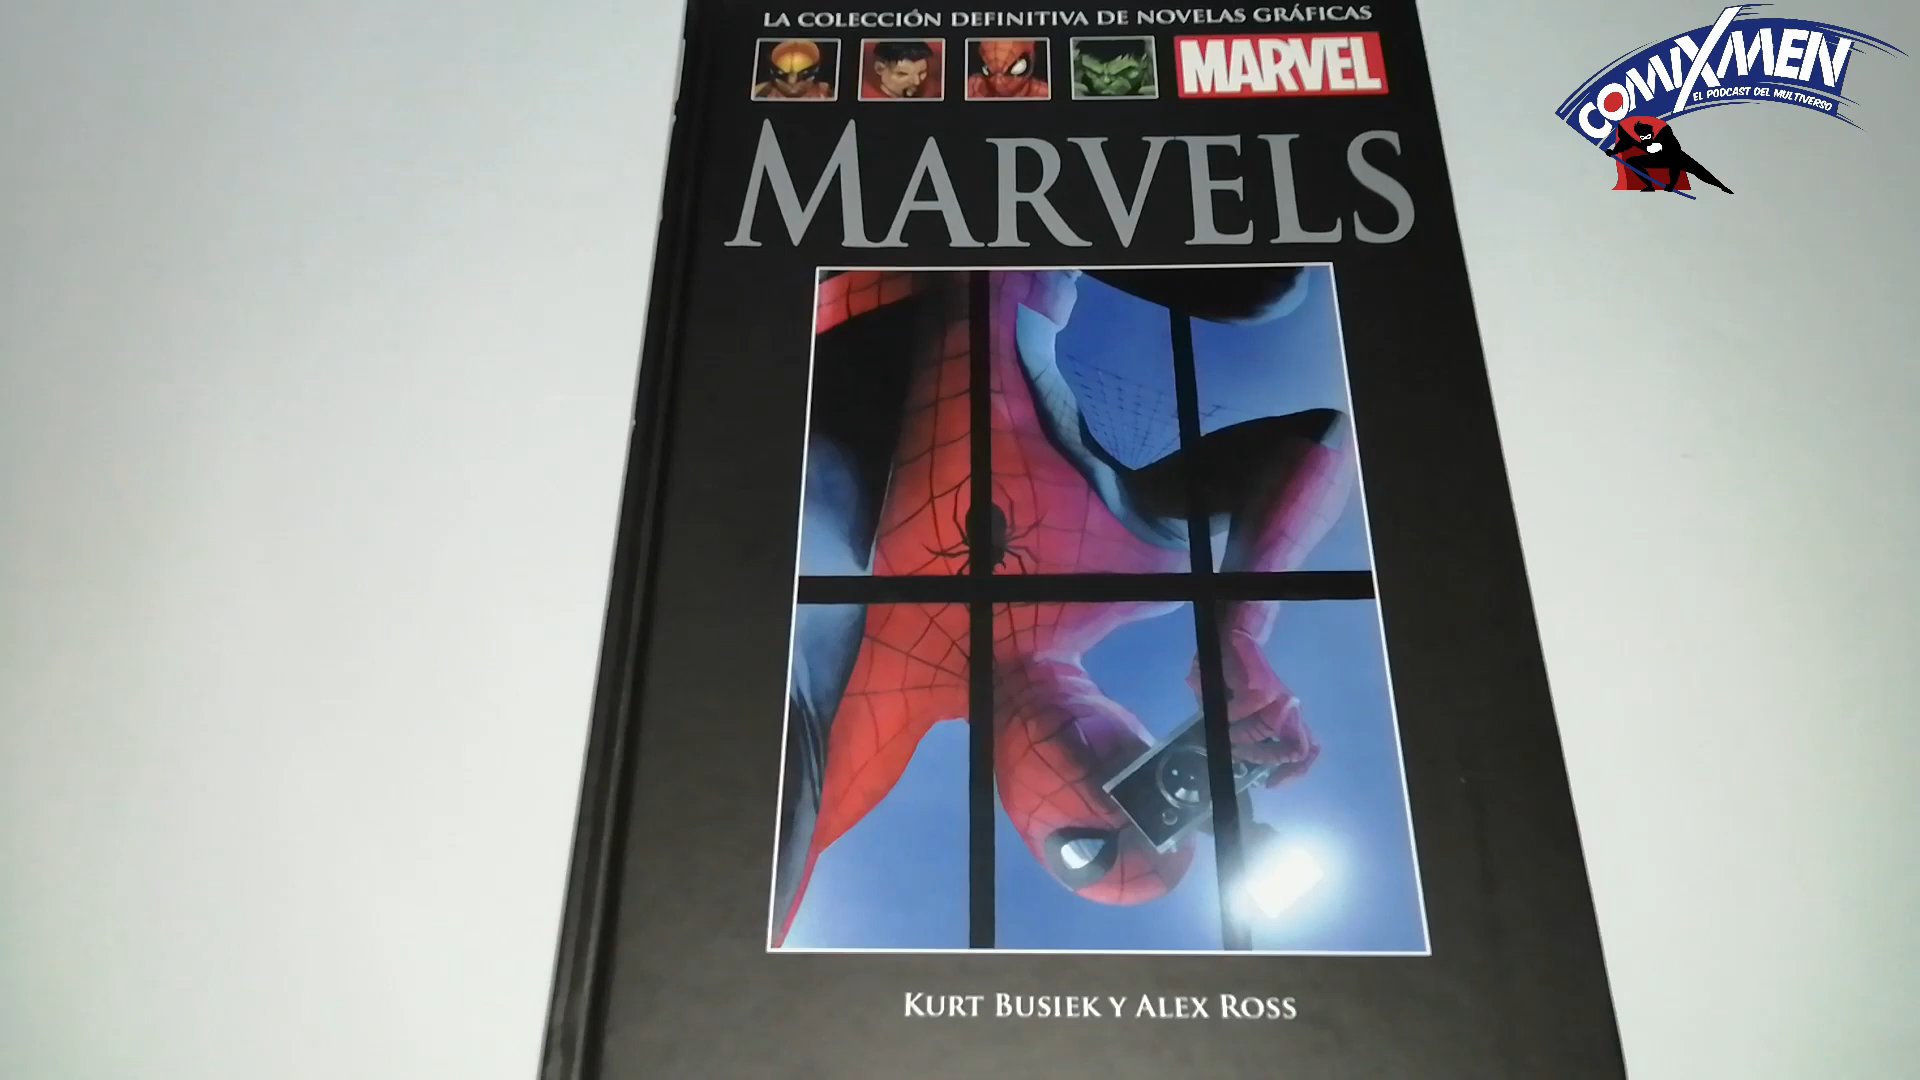 LA COLECCIÓN DEFINITIVA DE NOVELAS GRÁFICAS
MARVEL
COMIXMEN
EL PODCAST DEL MULTIVERSO
MARVELS
KURT BUSIEK Y ALEX ROSS